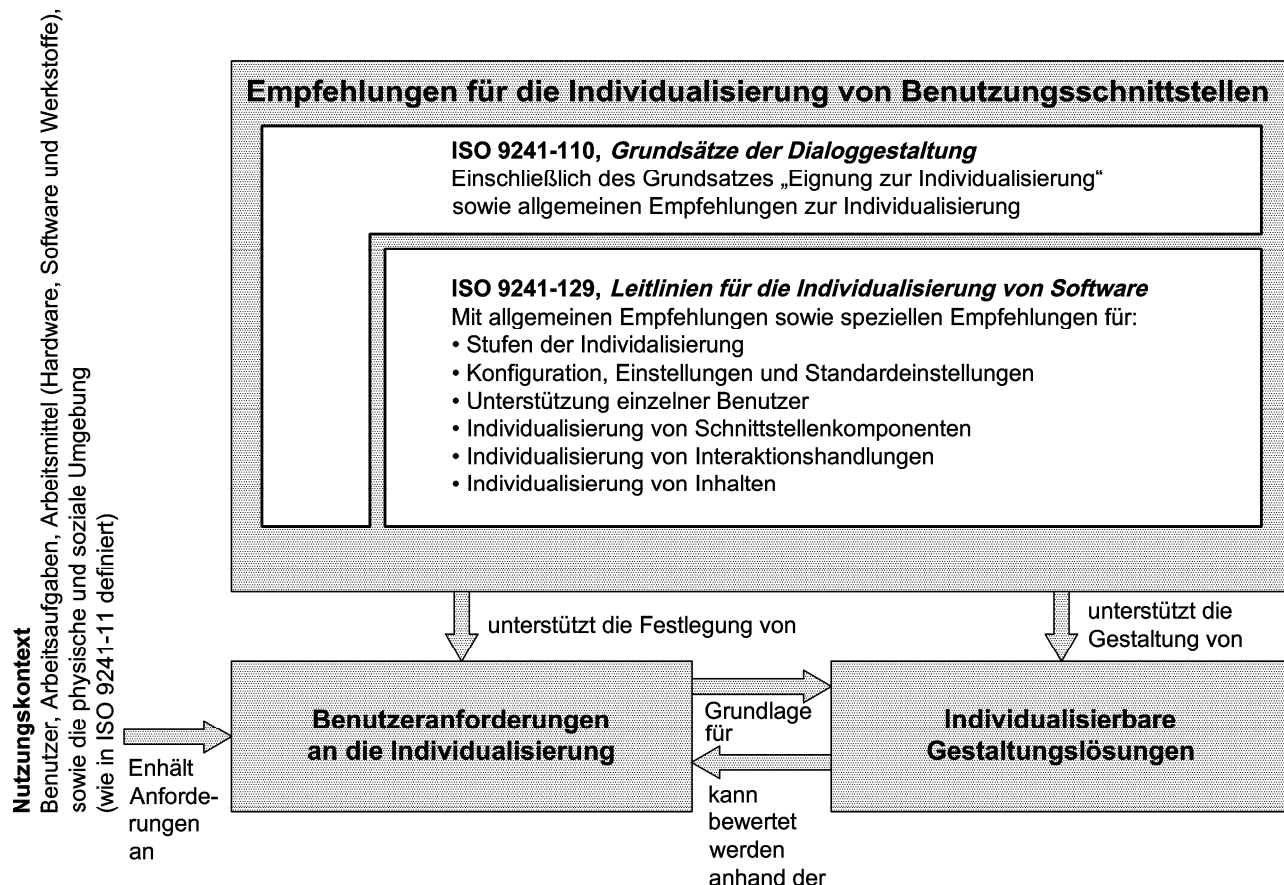 Nutzungskontext
Benutzer, Arbeitsaufgaben, Arbeitsmittel (Hardware, Software und Werkstoffe),
sowie die physische und soziale Umgebung
(wie in ISO 9241-11 definiert)
Empfehlungen für die Individualisierung von Benutzungsschnittstellen
ISO 9241-110, Grundsätze der Dialoggestaltung
Einschließlich des Grundsatzes „Eignung zur Individualisierung“
sowie allgemeinen Empfehlungen zur Individualisierung
ISO 9241-129, Leitlinien für die Individualisierung von Software
Mit allgemeinen Empfehlungen sowie speziellen Empfehlungen für:
• Stufen der Individalisierung
• Konfiguration, Einstellungen und Standardeinstellungen
• Unterstützung einzelner Benutzer
• Individualisierung von Schnittstellenkomponenten
• Individualisierung von Interaktionshandlungen
• Individualisierung von Inhalten
unterstützt die Festlegung von
unterstützt die
Gestaltung von
Enhält
Anforde-
rungen
an
Benutzeranforderungen
an die Individualisierung
Grundlage
für
kann
bewertet
werden
anhand der
Individualisierbare
Gestaltungslösungen